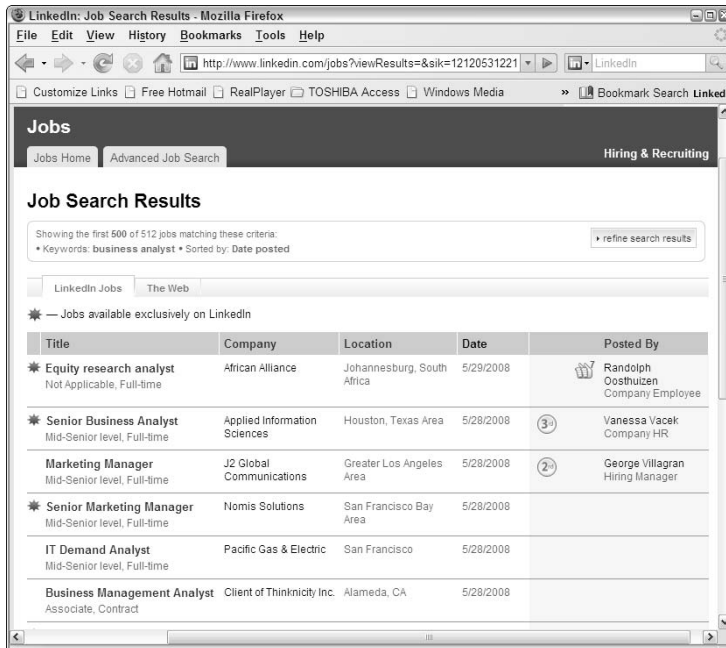 LinkedIn: Job Search Results - Mozilla Firefox
File Edit View History Bookmarks Tools Help
http://www.linkedin.com/jobs?viewResults=&sik=12120531221 LinkedIn
Customize Links Free Hotmail RealPlayer TOSHIBA Access Windows Media » Bookmark Search Linked
Jobs
Jobs Home Advanced Job Search Hiring & Recruiting
Job Search Results
Showing the first 500 of 512 jobs matching these criteria:
• Keywords: business analyst • Sorted by: Date posted
refine search results
LinkedIn Jobs The Web
— Jobs available exclusively on LinkedIn
Title Company Location Date Posted By
Equity research analyst African Alliance Johannesburg, South 5/29/2008 7 Randolph
Not Applicable, Full-time Africa Oosthuizen
Company Employee
Senior Business Analyst Applied Information Houston, Texas Area 5/28/2008 3rd Vanessa Vacek
Mid-Senior level, Full-time Sciences Company HR
Marketing Manager J2 Global Greater Los Angeles 5/28/2008 2nd George Villagran
Mid-Senior level, Full-time Communications Area Hiring Manager
Senior Marketing Manager Nomis Solutions San Francisco Bay 5/28/2008
Mid-Senior level, Full-time Area
IT Demand Analyst Pacific Gas & Electric San Francisco 5/28/2008
Mid-Senior level, Full-time
Business Management Analyst Client of Thinknicity Inc. Alameda, CA 5/28/2008
Associate, Contract